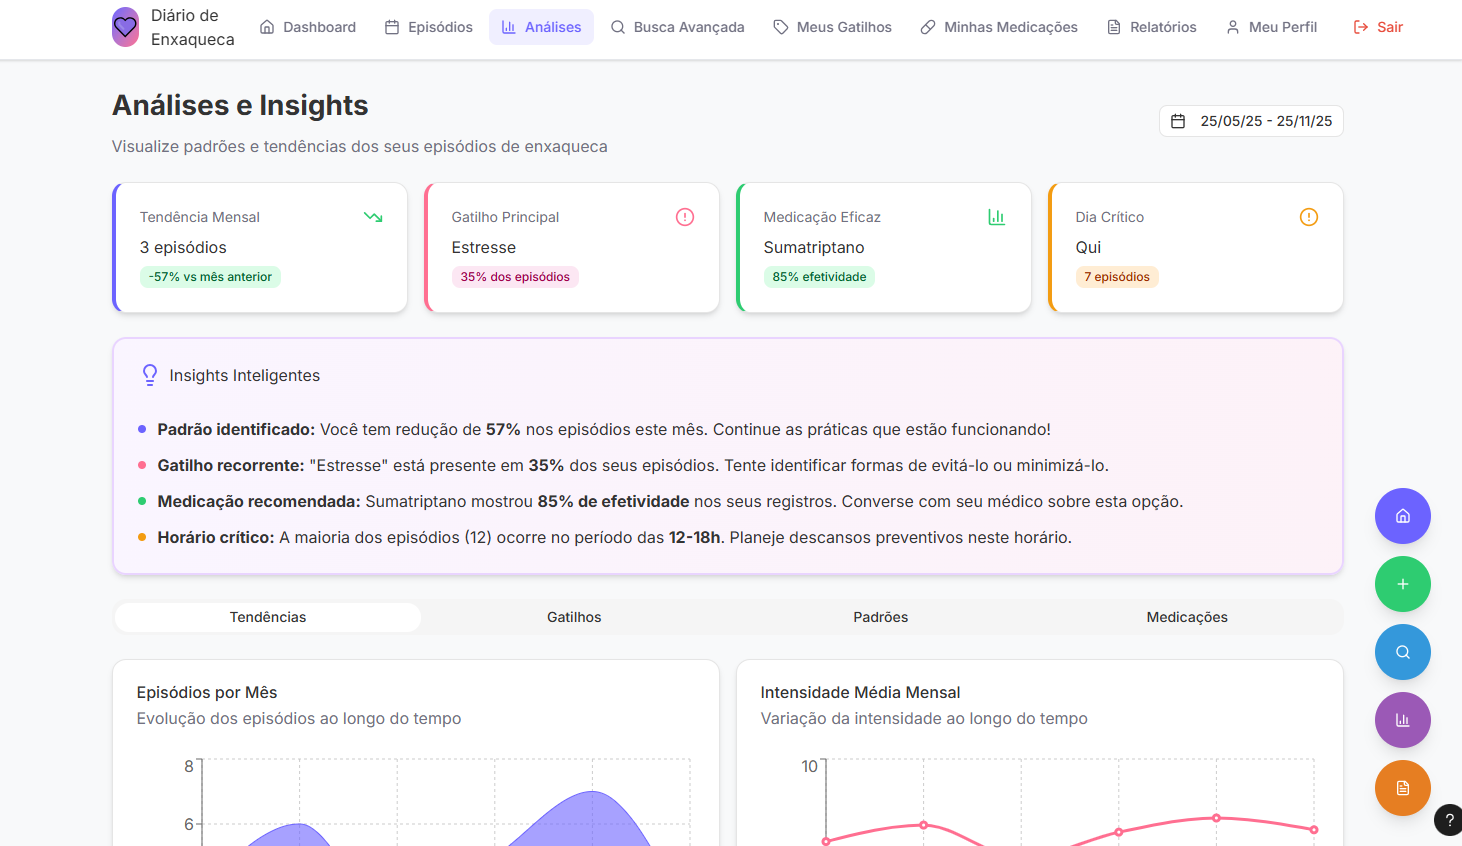 Diário de
Enxaqueca
Dashboard
Episódios
Análises
Busca Avançada
Meus Gatilhos
Minhas Medicações
Relatórios
Meu Perfil
Sair
Análises e Insights
Visualize padrões e tendências dos seus episódios de enxaqueca
25/05/25 - 25/11/25
Tendência Mensal
3 episódios
-57% vs mês anterior
Gatilho Principal
Estresse
35% dos episódios
Medicação Eficaz
Sumatriptano
85% efetividade
Dia Crítico
Qui
7 episódios
Insights Inteligentes
Padrão identificado: Você tem redução de 57% nos episódios este mês. Continue as práticas que estão funcionando!
Gatilho recorrente: "Estresse" está presente em 35% dos seus episódios. Tente identificar formas de evitá-lo ou minimizá-lo.
Medicação recomendada: Sumatriptano mostrou 85% de efetividade nos seus registros. Converse com seu médico sobre esta opção.
Horário crítico: A maioria dos episódios (12) ocorre no período das 12-18h. Planeje descansos preventivos neste horário.
Tendências
Gatilhos
Padrões
Medicações
Episódios por Mês
Evolução dos episódios ao longo do tempo
8
6
Intensidade Média Mensal
Variação da intensidade ao longo do tempo
10
?